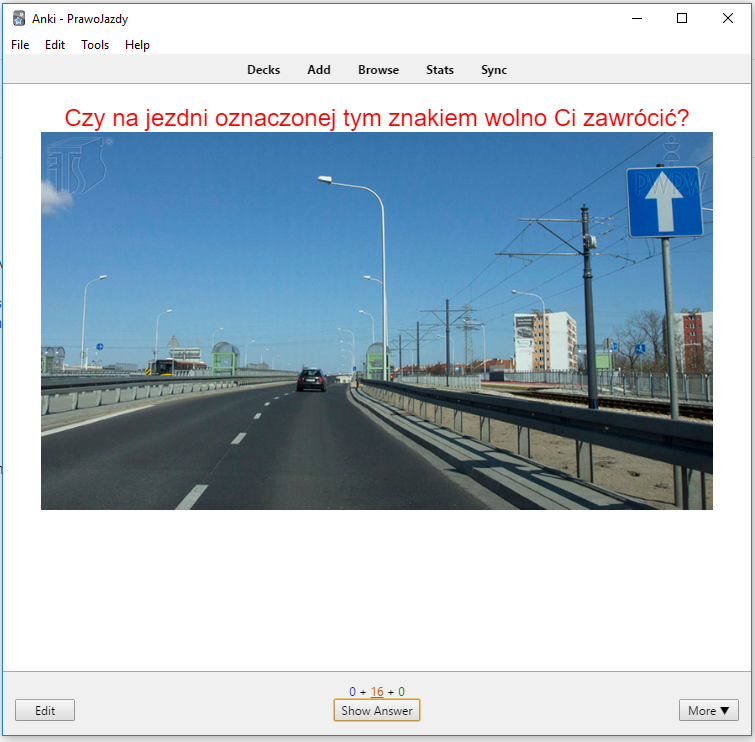 Anki - PrawoJazdy
File Edit Tools Help
Decks Add Browse Stats Sync
Czy na jezdni oznaczonej tym znakiem wolno Ci zawrócić?
ITS
PWPW
0 + 16 + 0
Edit Show Answer More ▼